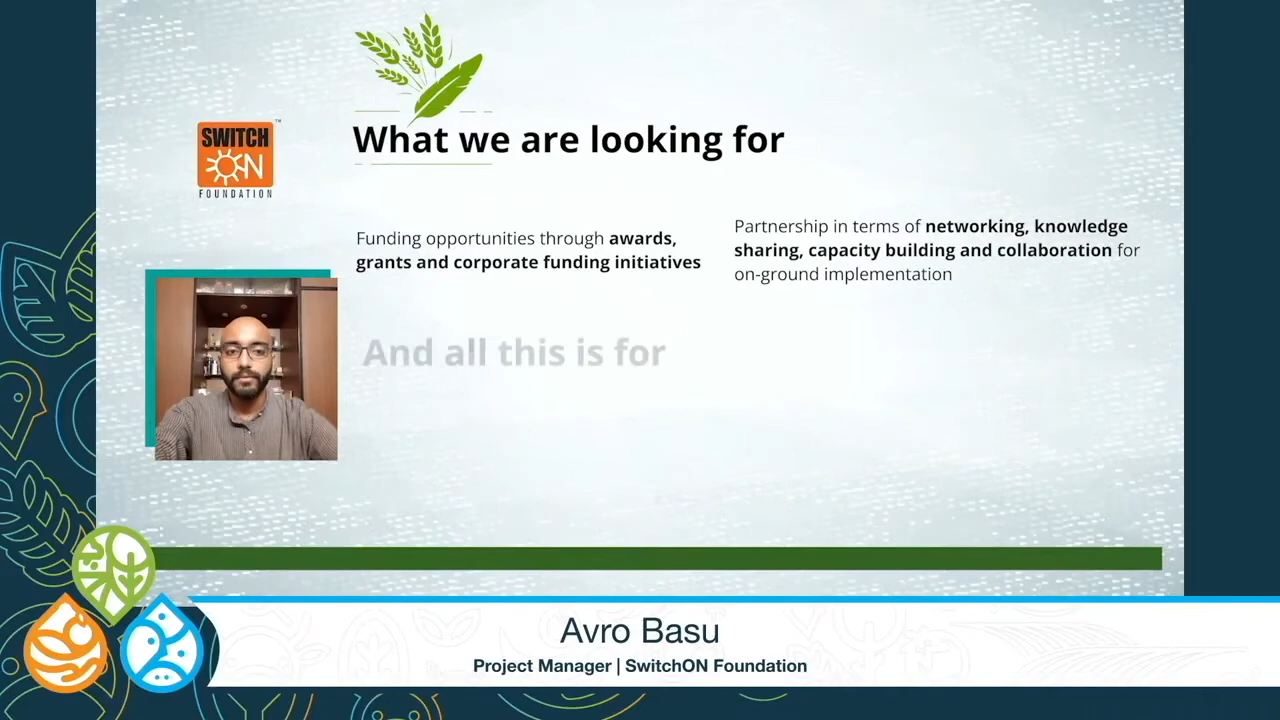 SWITCH
ON
FOUNDATION
TM
What we are looking for
Funding opportunities through awards,
grants and corporate funding initiatives
Partnership in terms of networking, knowledge
sharing, capacity building and collaboration for
on-ground implementation
And all this is for
Avro Basu
Project Manager | SwitchON Foundation